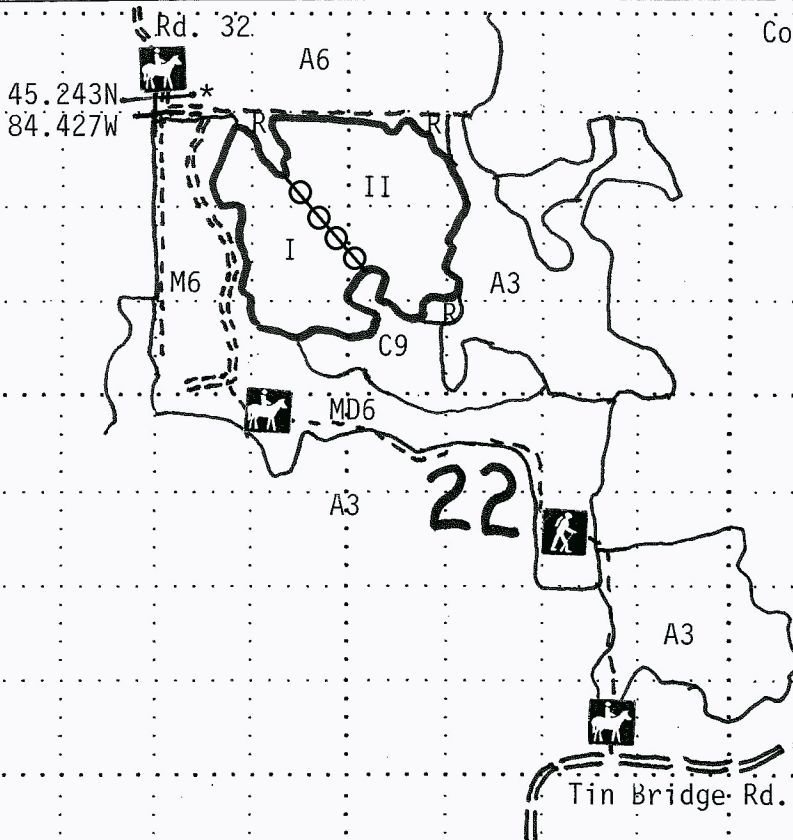 Rd. 32
Co
A6
45.243N *
84.427W
R
R
II
I
M6
A3
R
C9
MD6
22
A3
A3
Tin Bridge Rd.